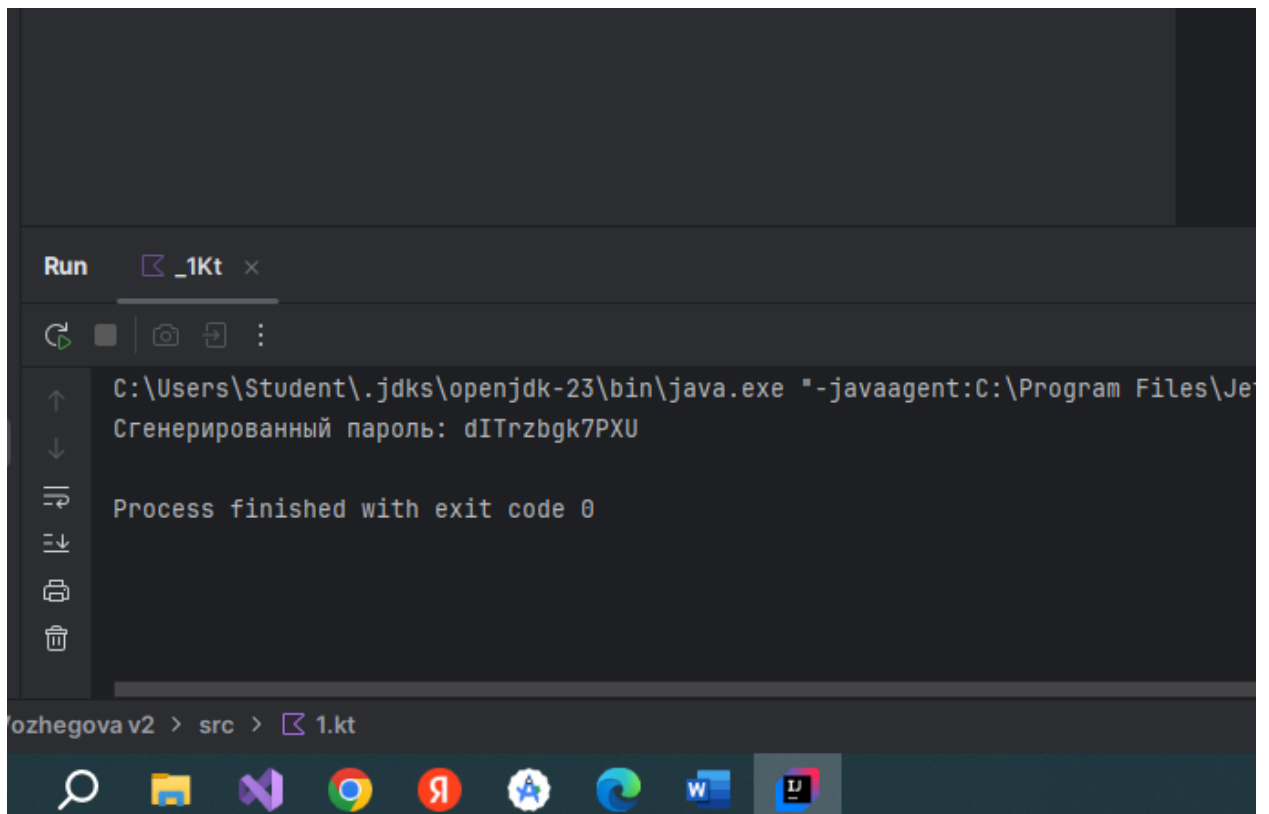 Run _1Kt
C:\Users\Student\.jdks\openjdk-23\bin\java.exe "-javaagent:C:\Program Files\Je
Сгенерированный пароль: dITrzbgk7PXU
Process finished with exit code 0
ozhegova v2 > src > 1.kt
Я
W
IJ